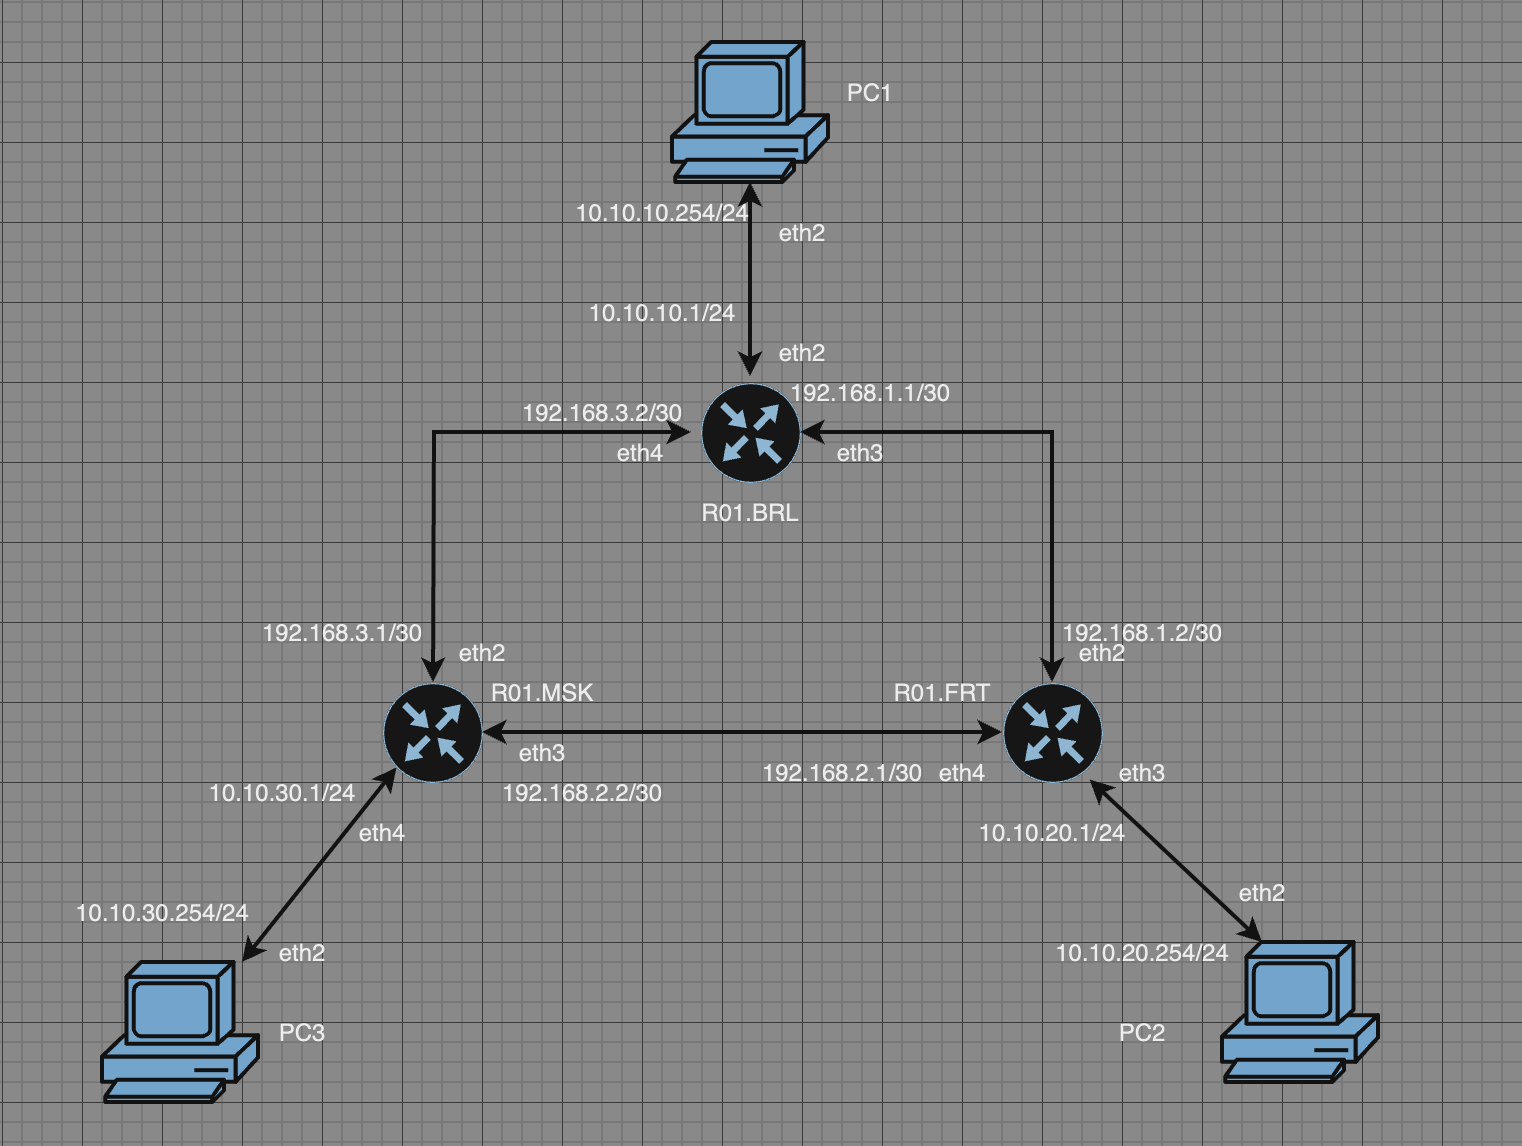 PC1
10.10.10.254/24
eth2
10.10.10.1/24
eth2
192.168.1.1/30
192.168.3.2/30
eth4
eth3
R01.BRL
192.168.3.1/30
192.168.1.2/30
eth2
eth2
R01.MSK
R01.FRT
eth3
192.168.2.1/30
eth4
eth3
10.10.30.1/24
192.168.2.2/30
eth4
10.10.20.1/24
eth2
10.10.30.254/24
eth2
10.10.20.254/24
PC3
PC2